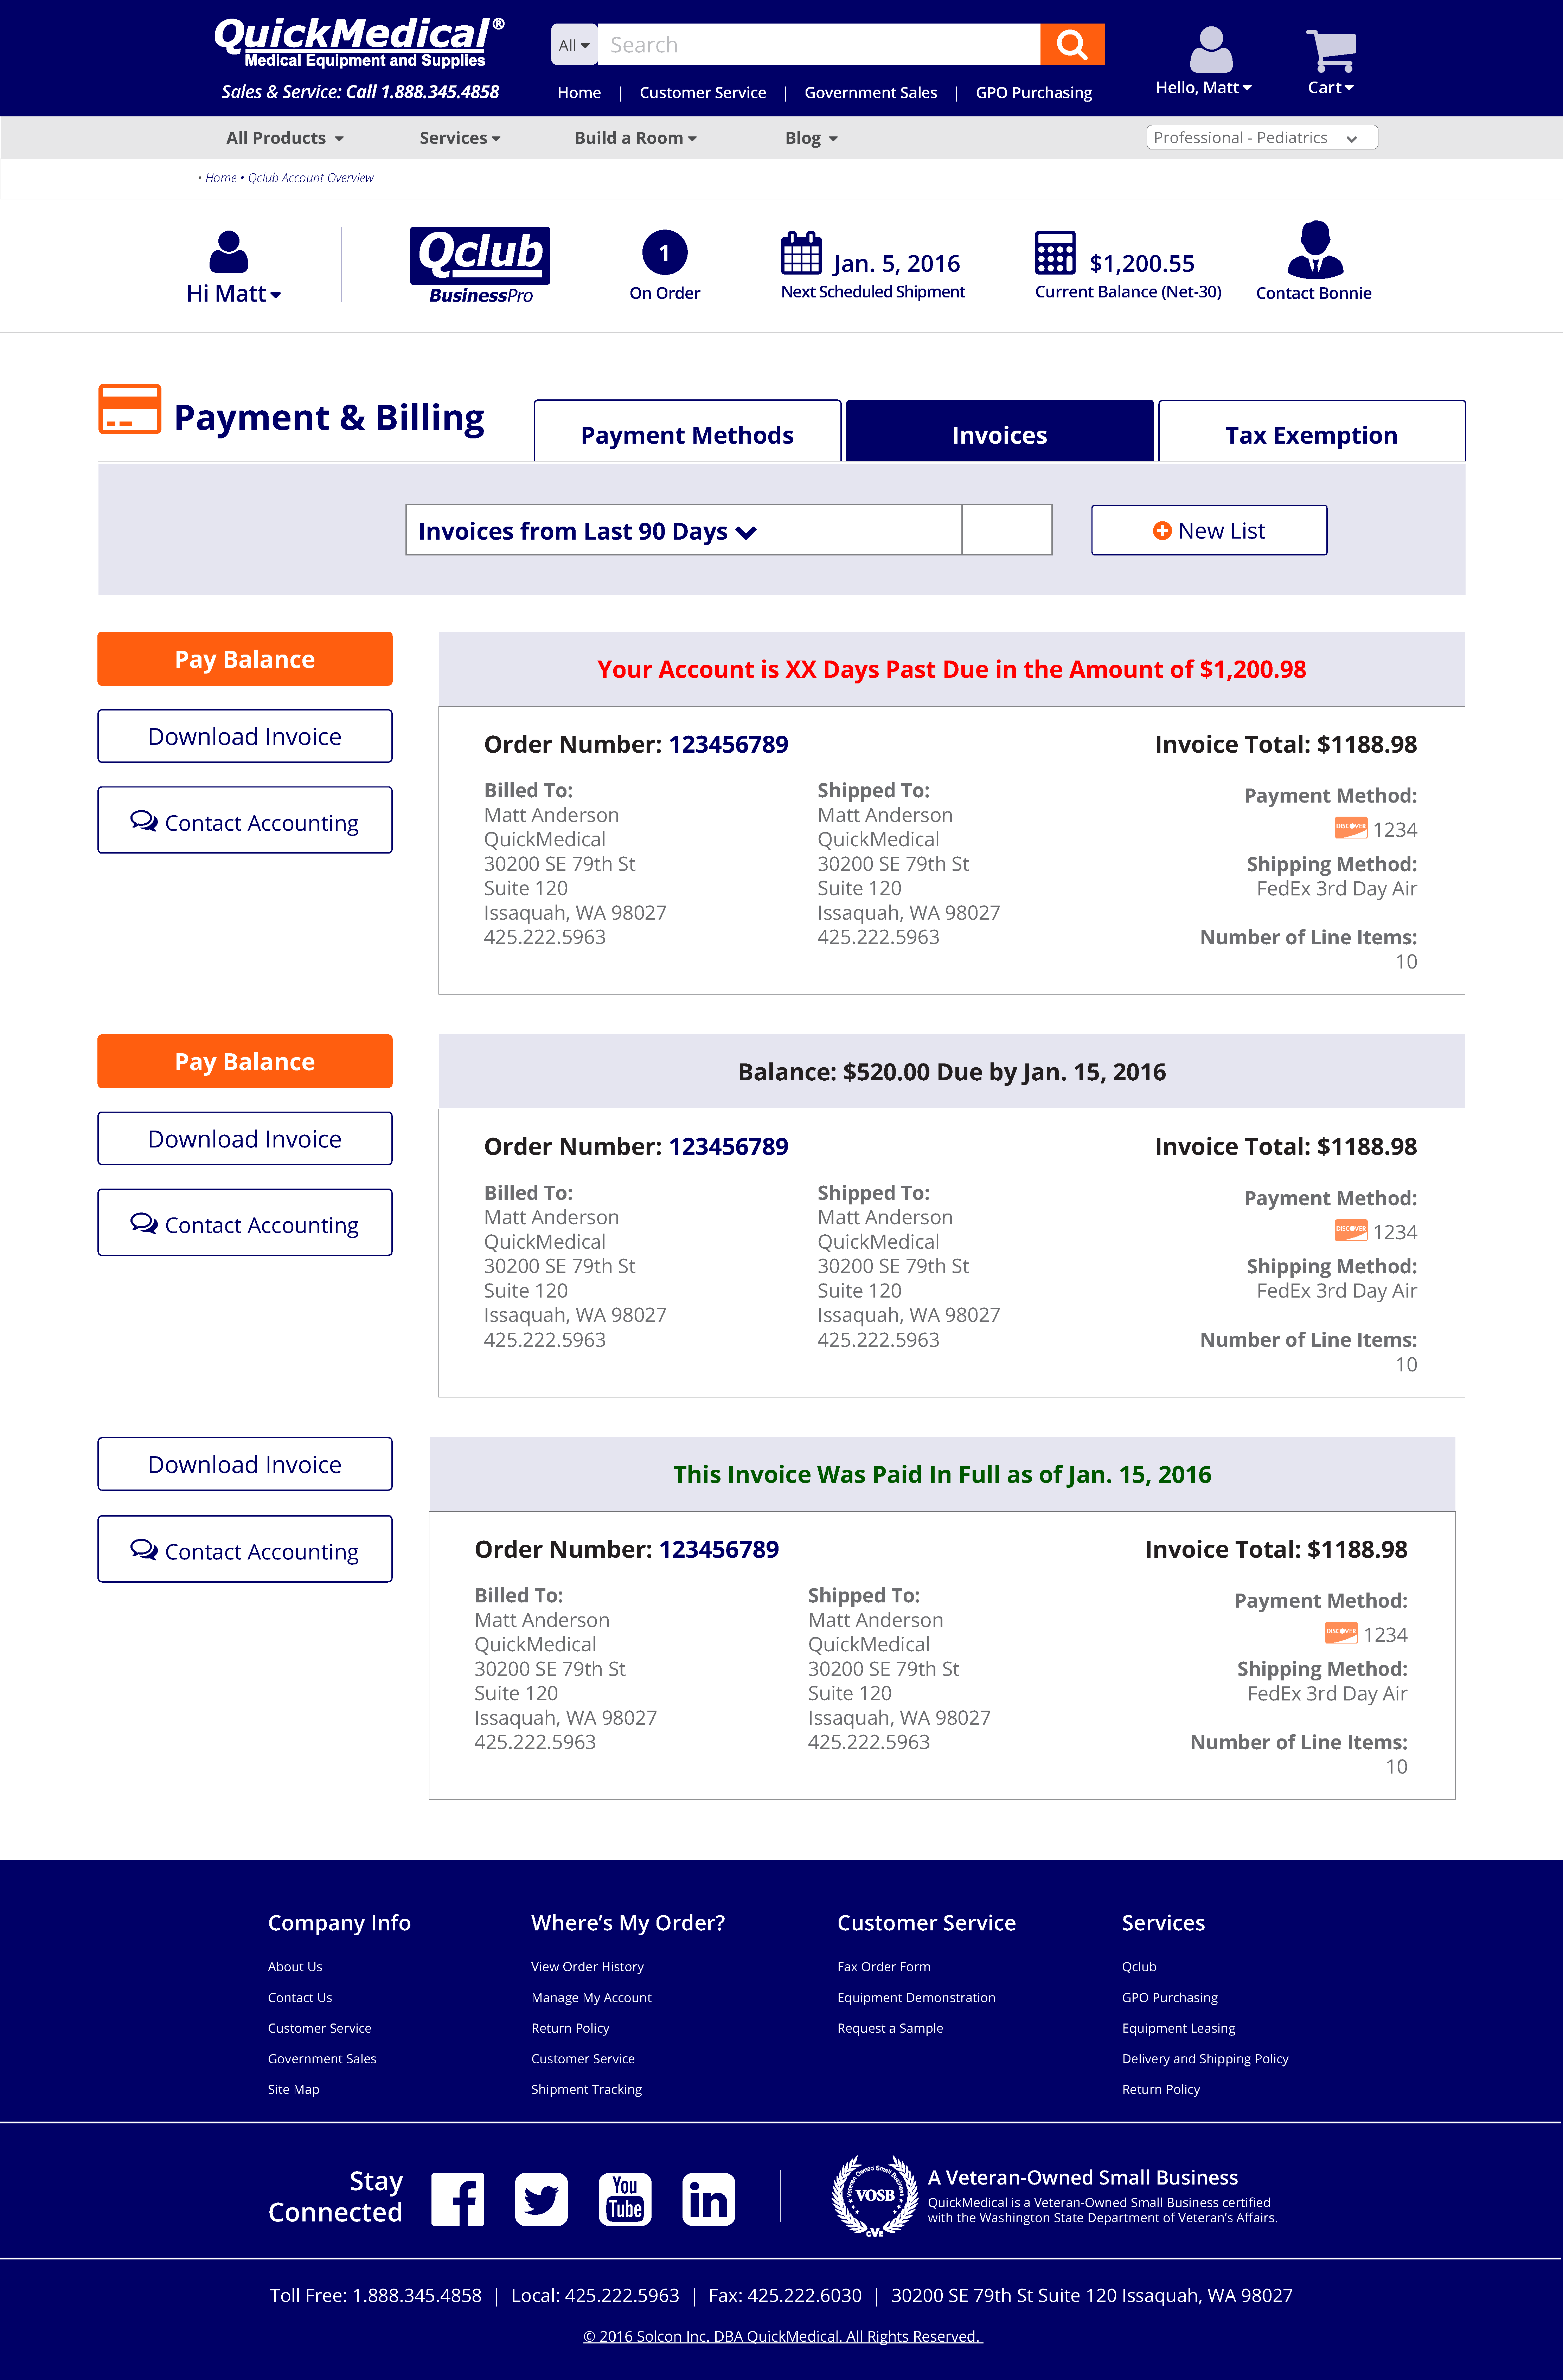 QuickMedical®
Medical Equipment and Supplies
Sales & Service: Call 1.888.345.4858
All Search
Home | Customer Service | Government Sales | GPO Purchasing
Hello, Matt
Cart
All Products Services Build a Room Blog Professional - Pediatrics
• Home • Qclub Account Overview
Hi Matt
Qclub
BusinessPro
1
On Order
Jan. 5, 2016
Next Scheduled Shipment
$1,200.55
Current Balance (Net-30)
Contact Bonnie
Payment & Billing
Payment Methods
Invoices
Tax Exemption
Invoices from Last 90 Days
New List
Pay Balance
Download Invoice
Contact Accounting
Your Account is XX Days Past Due in the Amount of $1,200.98
Order Number: 123456789
Invoice Total: $1188.98
Billed To:
Matt Anderson
QuickMedical
30200 SE 79th St
Suite 120
Issaquah, WA 98027
425.222.5963
Shipped To:
Matt Anderson
QuickMedical
30200 SE 79th St
Suite 120
Issaquah, WA 98027
425.222.5963
Payment Method:
DISCOVER 1234
Shipping Method:
FedEx 3rd Day Air
Number of Line Items:
10
Pay Balance
Download Invoice
Contact Accounting
Balance: $520.00 Due by Jan. 15, 2016
Order Number: 123456789
Invoice Total: $1188.98
Billed To:
Matt Anderson
QuickMedical
30200 SE 79th St
Suite 120
Issaquah, WA 98027
425.222.5963
Shipped To:
Matt Anderson
QuickMedical
30200 SE 79th St
Suite 120
Issaquah, WA 98027
425.222.5963
Payment Method:
DISCOVER 1234
Shipping Method:
FedEx 3rd Day Air
Number of Line Items:
10
Download Invoice
Contact Accounting
This Invoice Was Paid In Full as of Jan. 15, 2016
Order Number: 123456789
Invoice Total: $1188.98
Billed To:
Matt Anderson
QuickMedical
30200 SE 79th St
Suite 120
Issaquah, WA 98027
425.222.5963
Shipped To:
Matt Anderson
QuickMedical
30200 SE 79th St
Suite 120
Issaquah, WA 98027
425.222.5963
Payment Method:
DISCOVER 1234
Shipping Method:
FedEx 3rd Day Air
Number of Line Items:
10
Company Info
About Us
Contact Us
Customer Service
Government Sales
Site Map
Where's My Order?
View Order History
Manage My Account
Return Policy
Customer Service
Shipment Tracking
Customer Service
Fax Order Form
Equipment Demonstration
Request a Sample
Services
Qclub
GPO Purchasing
Equipment Leasing
Delivery and Shipping Policy
Return Policy
Stay
Connected
f
You
Tube
in
Veteran Owned Small Business
VOSB
CVE
A Veteran-Owned Small Business
QuickMedical is a Veteran-Owned Small Business certified
with the Washington State Department of Veteran's Affairs.
Toll Free: 1.888.345.4858 | Local: 425.222.5963 | Fax: 425.222.6030 | 30200 SE 79th St Suite 120 Issaquah, WA 98027
© 2016 Solcon Inc. DBA QuickMedical. All Rights Reserved.